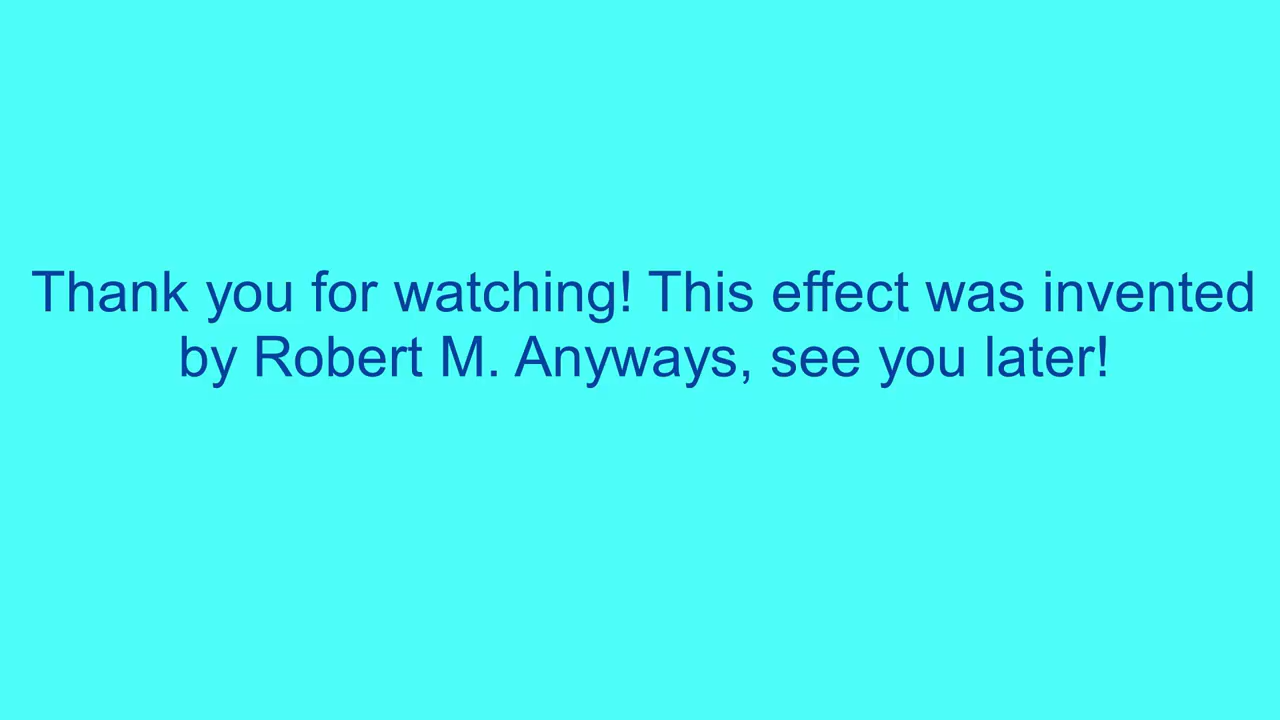 Thank you for watching! This effect was invented
by Robert M. Anyways, see you later!